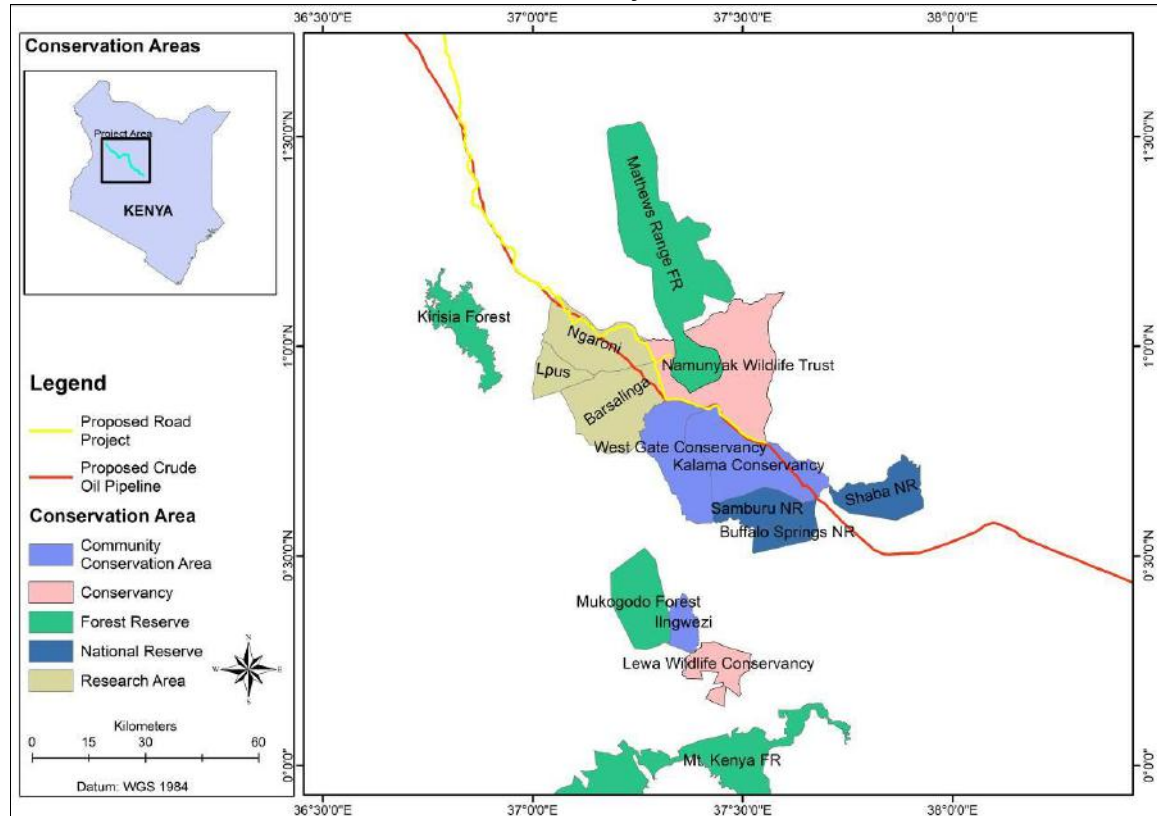 Conservation Areas
Project Area
KENYA
Legend
Proposed Road
Project
Proposed Crude
Oil Pipeline
Conservation Area
Community
Conservation Area
Conservancy
Forest Reserve
National Reserve
Research Area
N
W
E
S
Kilometers
0 15 30 60
Datum: WGS 1984
36°30'0"E 37°0'0"E 37°30'0"E 38°0'0"E
1°30'0"N
1°30'0"N
Mathews Range FR
Kirisia Forest
Ngaroni
1°0'0"N
1°0'0"N
Lpus
Namunyak Wildlife Trust
Barsalinga
West Gate Conservancy
Kalama Conservancy
Shaba NR
Samburu NR
Buffalo Springs NR
0°30'0"N
0°30'0"N
Mukogodo Forest
IIngwezi
Lewa Wildlife Conservancy
Mt. Kenya FR
0°0'0"
0°0'0"
36°30'0"E 37°0'0"E 37°30'0"E 38°0'0"E